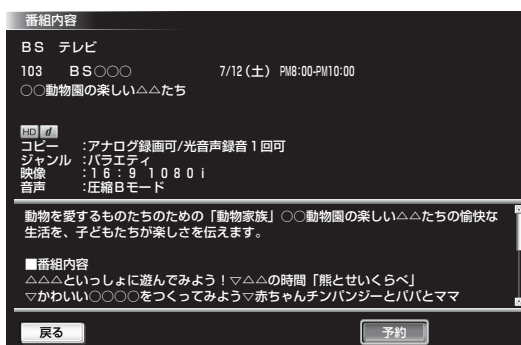 番組内容
BS テレビ
103 BS○○○ 7/12(土) PM8:00-PM10:00
○○動物園の楽しい△△たち
HD d
コピー :アナログ録画可/光音声録音1回可
ジャンル :バラエティ
映像 :16:9 1080i
音声 :圧縮Bモード
動物を愛するものたちのための「動物家族」○○動物園の楽しい△△たちの愉快な
生活を、子どもたちが楽しさを伝えます。
■番組内容
△△△といっしょに遊んでみよう!▽△△の時間「熊とせいくらべ」
▽かわいい○○○○をつくってみよう▽赤ちゃんチンバンジーとパパとママ
戻る 予約